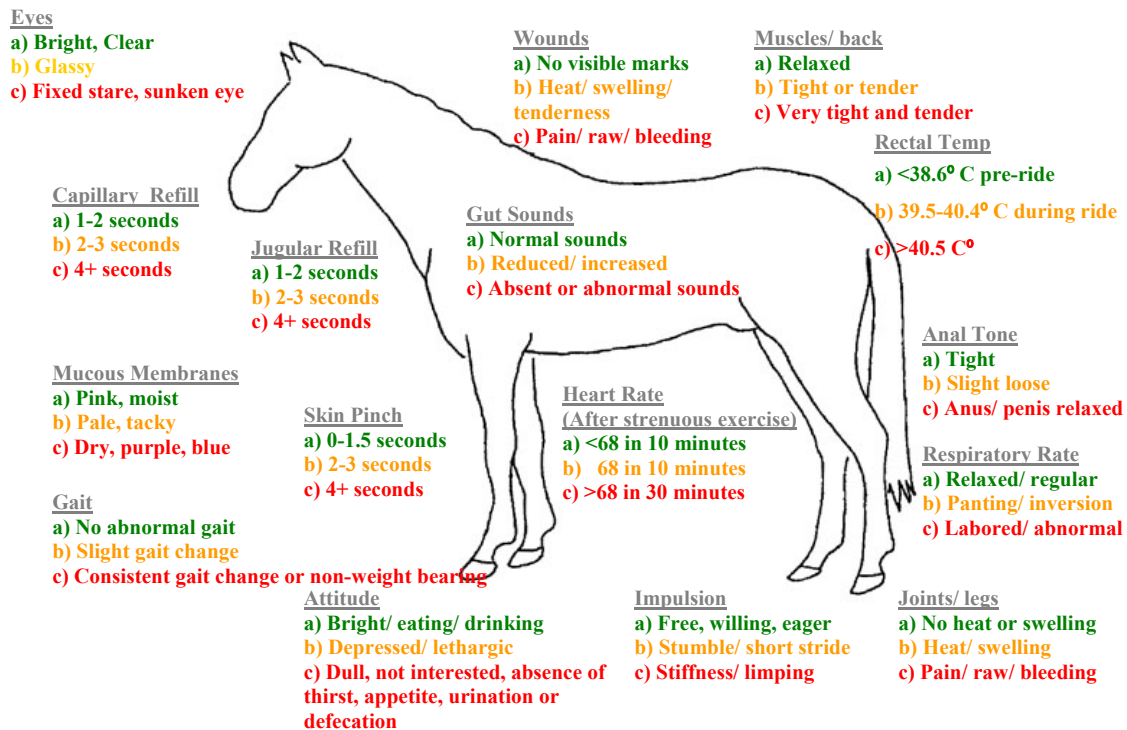 Eyes
a) Bright, Clear
b) Glassy
c) Fixed stare, sunken eye
Wounds
a) No visible marks
b) Heat/ swelling/
tenderness
c) Pain/ raw/ bleeding
Muscles/ back
a) Relaxed
b) Tight or tender
c) Very tight and tender
Rectal Temp
a) <38.6⁰ C pre-ride
b) 39.5-40.4⁰ C during ride
c) >40.5 C⁰
Capillary Refill
a) 1-2 seconds
b) 2-3 seconds
c) 4+ seconds
Jugular Refill
a) 1-2 seconds
b) 2-3 seconds
c) 4+ seconds
Gut Sounds
a) Normal sounds
b) Reduced/ increased
c) Absent or abnormal sounds
Anal Tone
a) Tight
b) Slight loose
c) Anus/ penis relaxed
Mucous Membranes
a) Pink, moist
b) Pale, tacky
c) Dry, purple, blue
Skin Pinch
a) 0-1.5 seconds
b) 2-3 seconds
c) 4+ seconds
Heart Rate
(After strenuous exercise)
a) <68 in 10 minutes
b) 68 in 10 minutes
c) >68 in 30 minutes
Respiratory Rate
a) Relaxed/ regular
b) Panting/ inversion
c) Labored/ abnormal
Gait
a) No abnormal gait
b) Slight gait change
c) Consistent gait change or non-weight bearing
Attitude
a) Bright/ eating/ drinking
b) Depressed/ lethargic
c) Dull, not interested, absence of
thirst, appetite, urination or
defecation
Impulsion
a) Free, willing, eager
b) Stumble/ short stride
c) Stiffness/ limping
Joints/ legs
a) No heat or swelling
b) Heat/ swelling
c) Pain/ raw/ bleeding